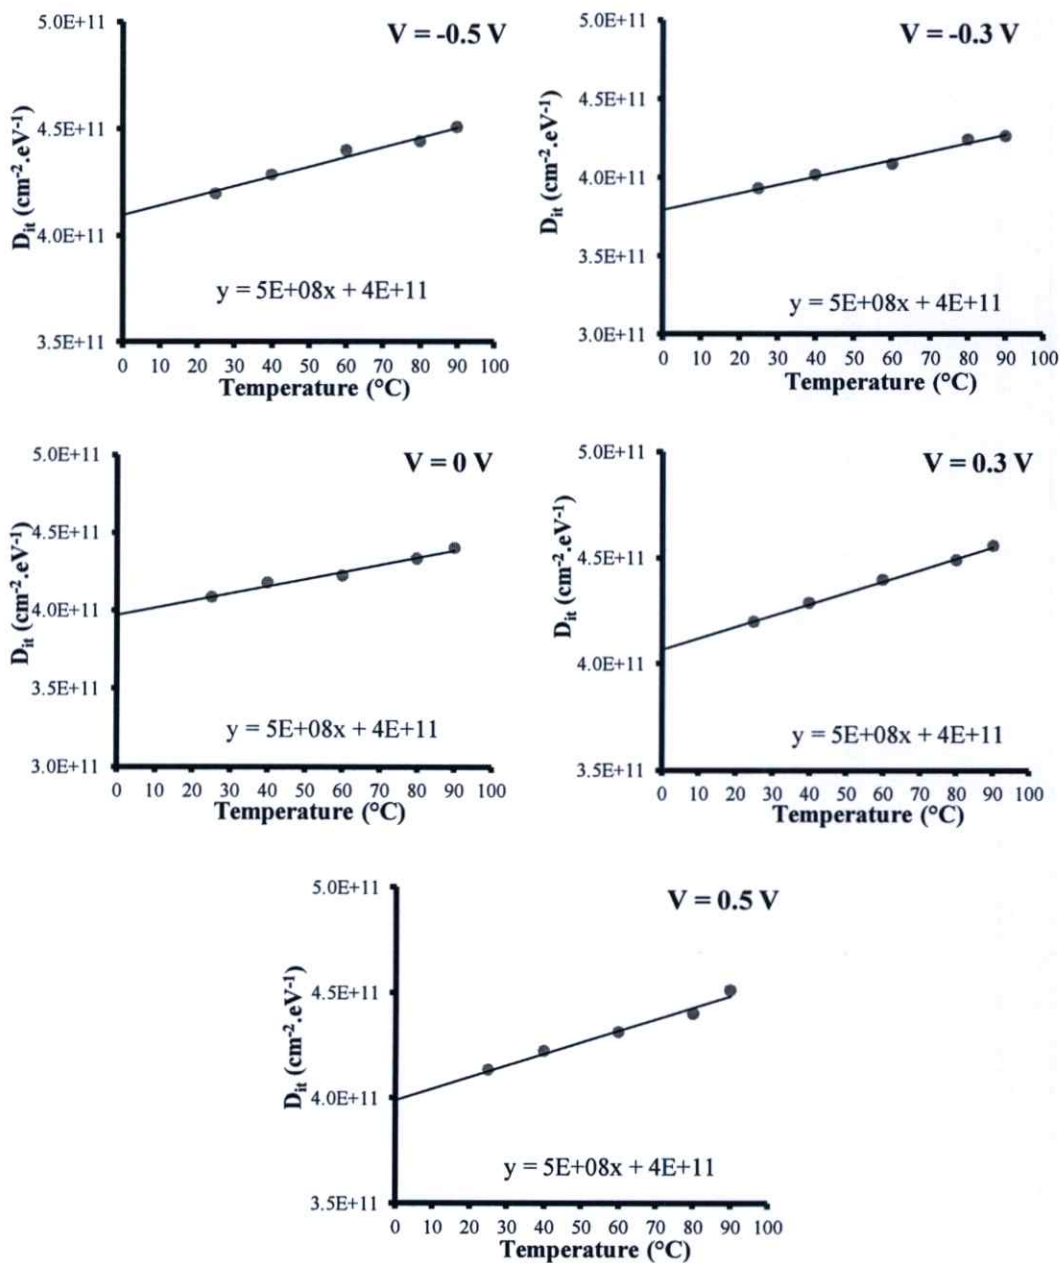 V = -0.5 V
D_it (cm⁻².eV⁻¹)
5.0E+11
4.5E+11
4.0E+11
3.5E+11
y = 5E+08x + 4E+11
0 10 20 30 40 50 60 70 80 90 100
Temperature (°C)
V = -0.3 V
D_it (cm⁻².eV⁻¹)
5.0E+11
4.5E+11
4.0E+11
3.5E+11
3.0E+11
y = 5E+08x + 4E+11
0 10 20 30 40 50 60 70 80 90 100
Temperature (°C)
V = 0 V
D_it (cm⁻².eV⁻¹)
5.0E+11
4.5E+11
4.0E+11
3.5E+11
3.0E+11
y = 5E+08x + 4E+11
0 10 20 30 40 50 60 70 80 90 100
Temperature (°C)
V = 0.3 V
D_it (cm⁻².eV⁻¹)
5.0E+11
4.5E+11
4.0E+11
3.5E+11
y = 5E+08x + 4E+11
0 10 20 30 40 50 60 70 80 90 100
Temperature (°C)
V = 0.5 V
D_it (cm⁻².eV⁻¹)
5.0E+11
4.5E+11
4.0E+11
3.5E+11
y = 5E+08x + 4E+11
0 10 20 30 40 50 60 70 80 90 100
Temperature (°C)